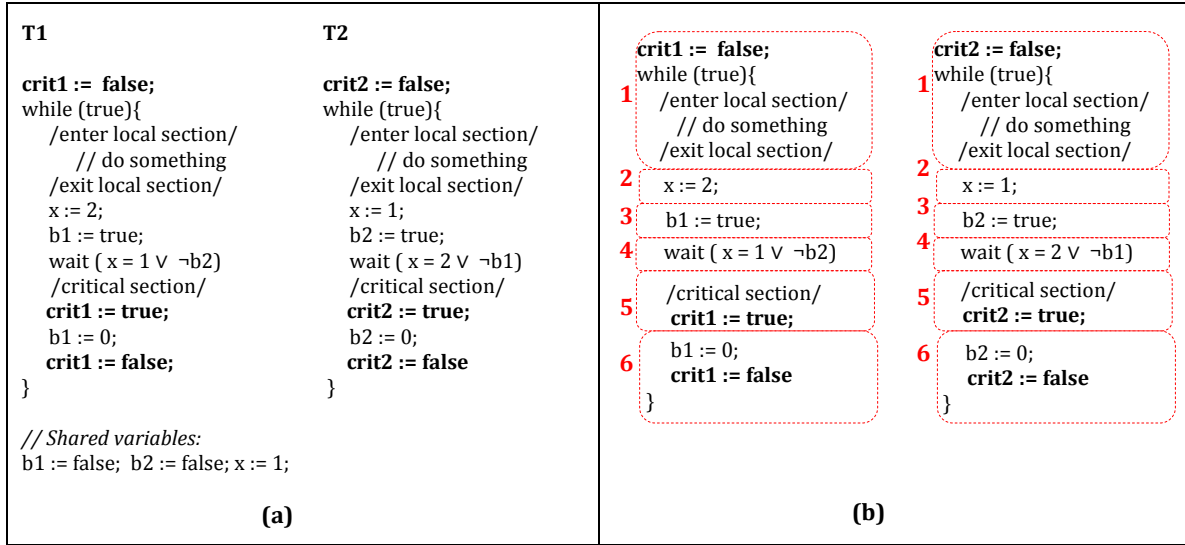 T1
crit1 := false;
while (true){
/enter local section/
// do something
/exit local section/
x := 2;
b1 := true;
wait ( x = 1 ∨ ¬b2)
/critical section/
crit1 := true;
b1 := 0;
crit1 := false;
}
T2
crit2 := false;
while (true){
/enter local section/
// do something
/exit local section/
x := 1;
b2 := true;
wait ( x = 2 ∨ ¬b1)
/critical section/
crit2 := true;
b2 := 0;
crit2 := false
}
// Shared variables:
b1 := false; b2 := false; x := 1;
(a)
1
crit1 := false;
while (true){
/enter local section/
// do something
/exit local section/
2
x := 2;
3
b1 := true;
4
wait ( x = 1 ∨ ¬b2)
5
/critical section/
crit1 := true;
6
b1 := 0;
crit1 := false
}
1
crit2 := false;
while (true){
/enter local section/
// do something
/exit local section/
2
x := 1;
3
b2 := true;
4
wait ( x = 2 ∨ ¬b1)
5
/critical section/
crit2 := true;
6
b2 := 0;
crit2 := false
}
(b)